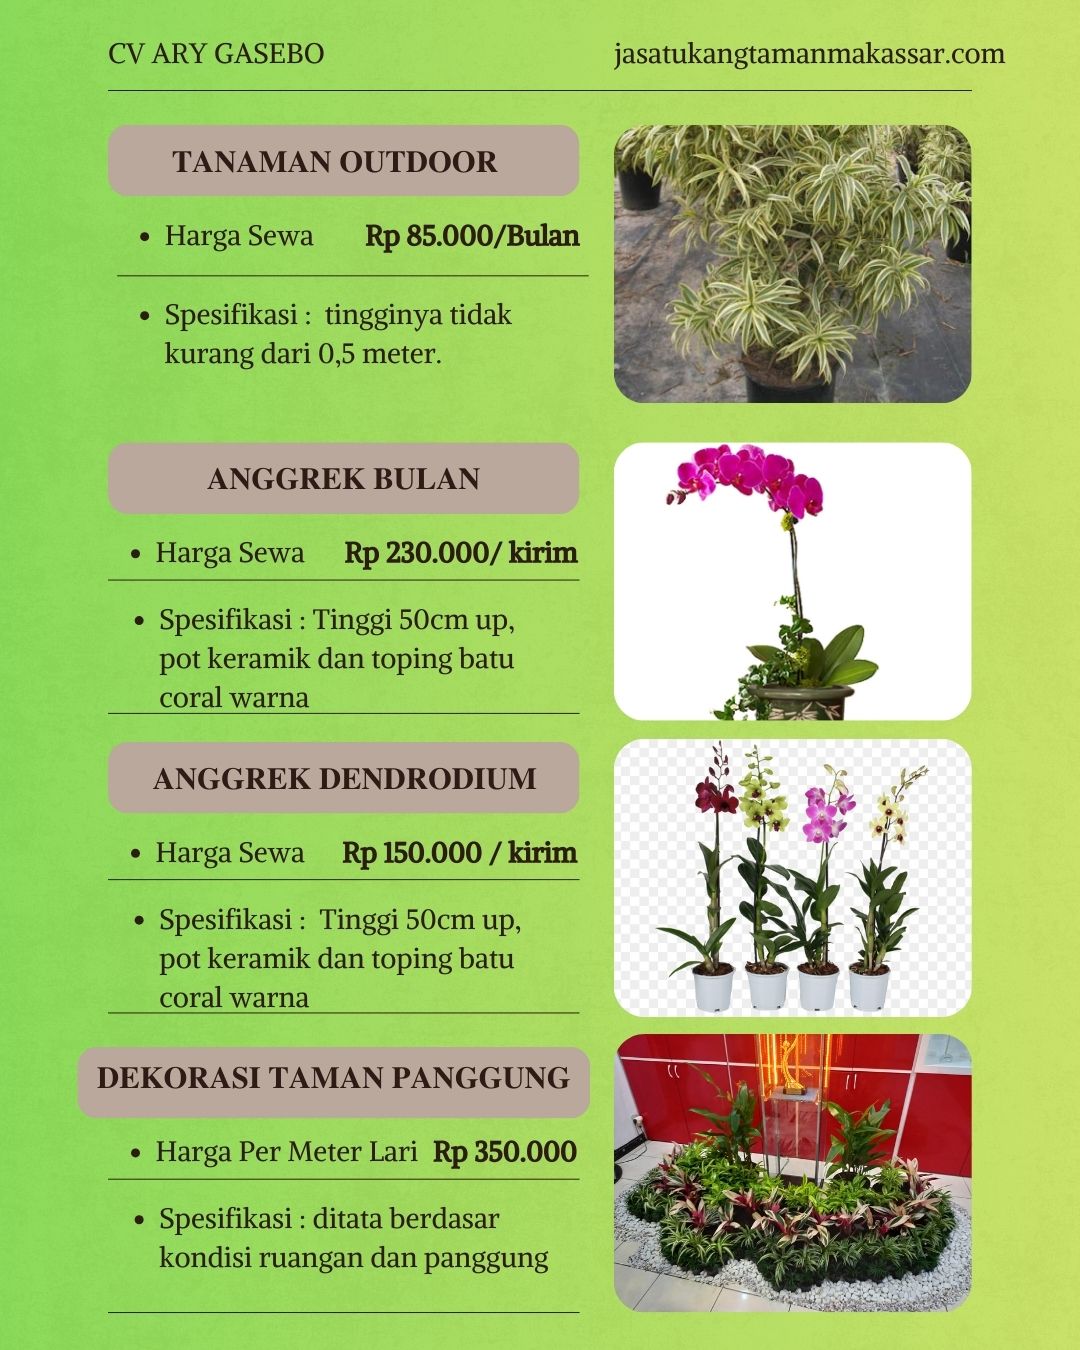 CV ARY GASEBO
jasatukangtamanmakassar.com
TANAMAN OUTDOOR
• Harga Sewa Rp 85.000/Bulan
• Spesifikasi : tingginya tidak
kurang dari 0,5 meter.
ANGGREK BULAN
• Harga Sewa Rp 230.000/ kirim
• Spesifikasi : Tinggi 50cm up,
pot keramik dan toping batu
coral warna
ANGGREK DENDRODIUM
• Harga Sewa Rp 150.000 / kirim
• Spesifikasi : Tinggi 50cm up,
pot keramik dan toping batu
coral warna
DEKORASI TAMAN PANGGUNG
• Harga Per Meter Lari Rp 350.000
• Spesifikasi : ditata berdasar
kondisi ruangan dan panggung